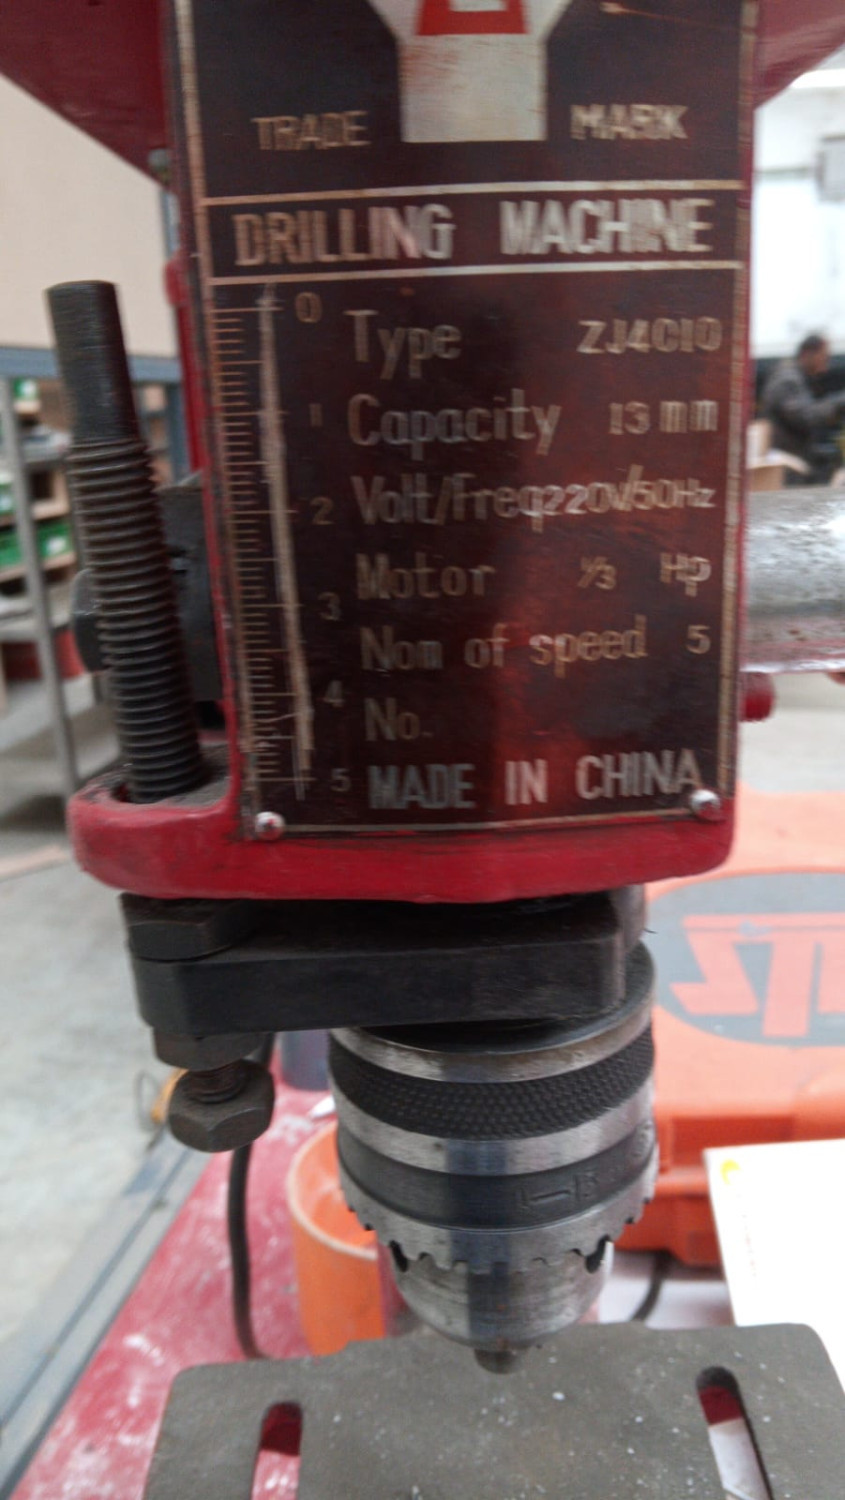 TRADE MARK
DRILLING MACHINE
0
Type ZJ4C10
1
Capacity 13mm
2
Volt/Freq220V/50Hz
Motor 1/3 Hp
3
Nom of speed 5
4
No.
5
MADE IN CHINA